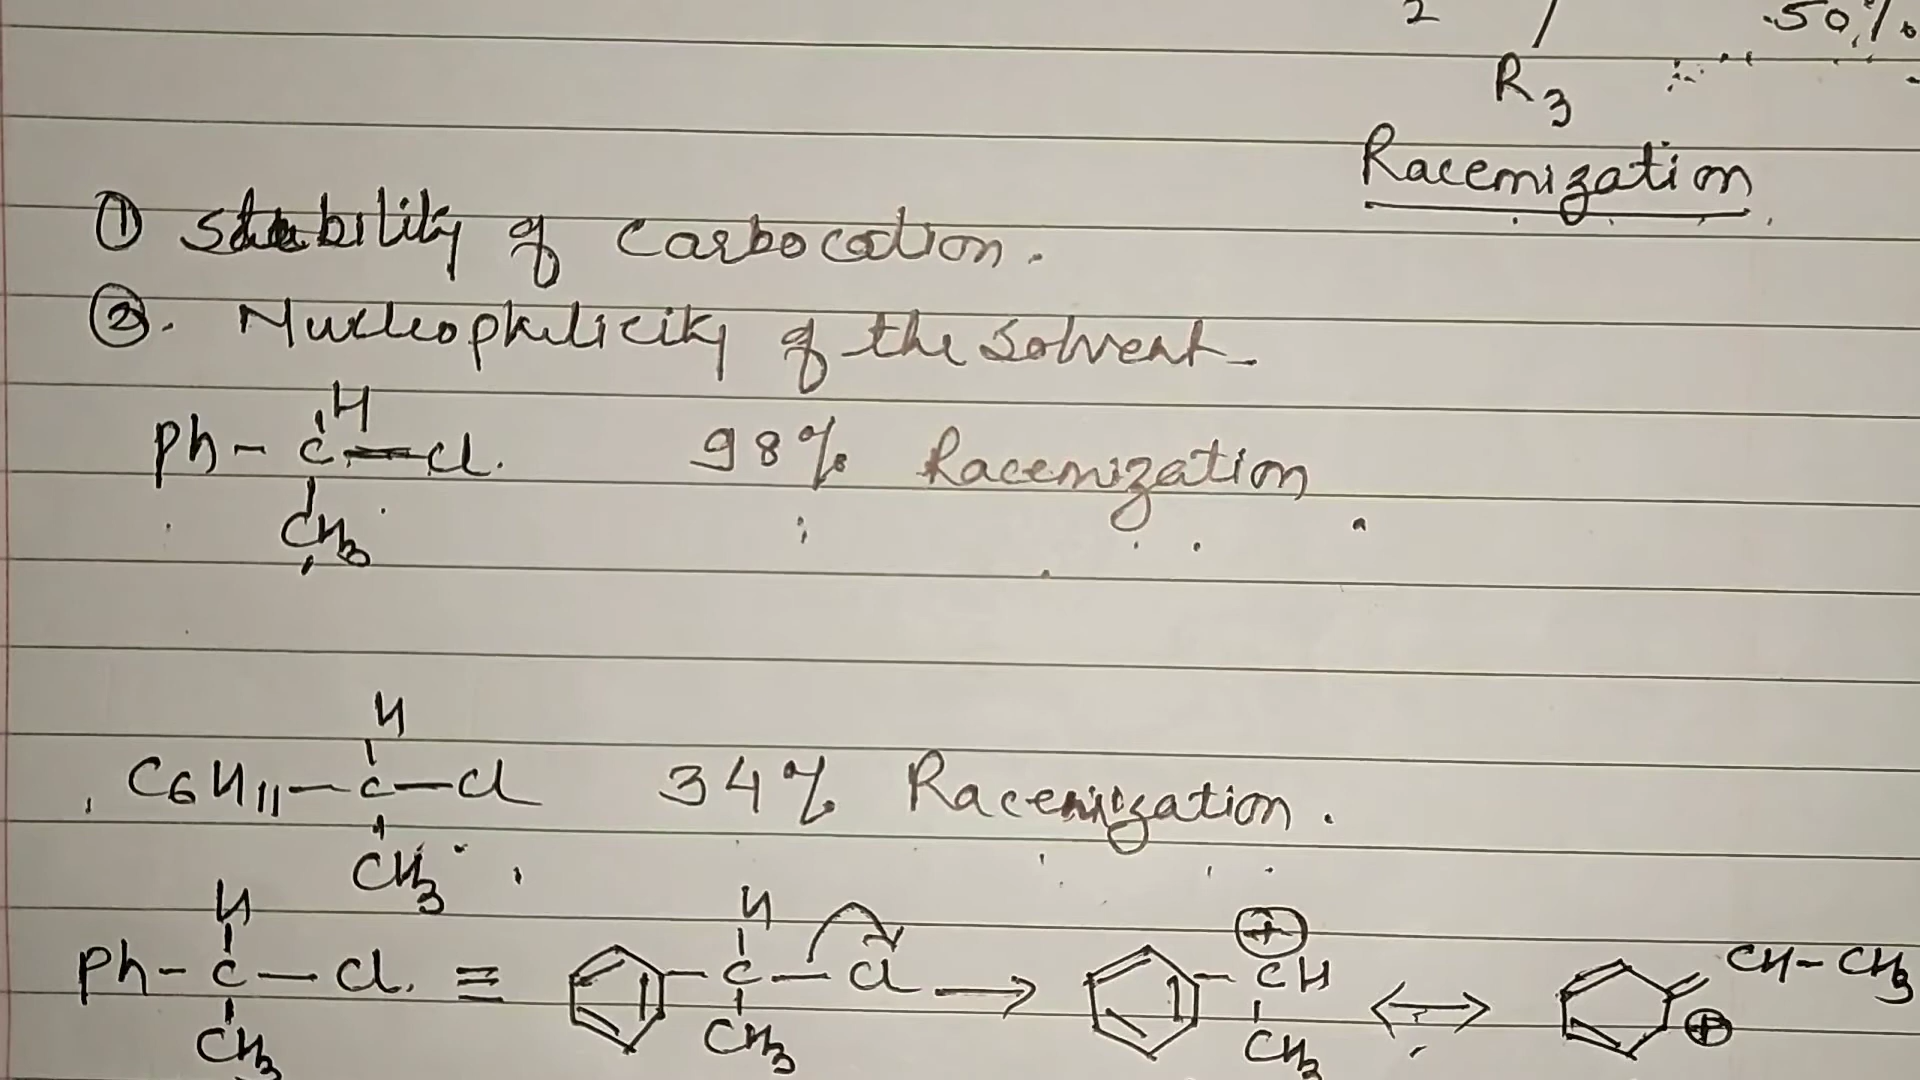 2 / 50%
R3
Racemization
① Stability of carbocation.
②. Nucleophilicity of the solvent
H
Ph - C - Cl. 98% Racemization
CH3
H
C6H11 - C - Cl 34% Racemization.
CH3
H H ⊕
Ph - C - Cl. ≡ - C - Cl → - CH ↔ CH - CH3
CH3 CH3 CH3 ⊕